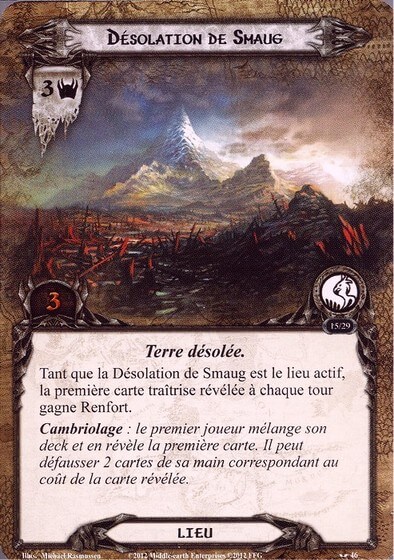 Désolation de Smaug
3
3
15/29
Terre désolée.
Tant que la Désolation de Smaug est le lieu actif,
la première carte traîtrise révélée à chaque tour
gagne Renfort.
Cambriolage : le premier joueur mélange son
deck et en révèle la première carte. Il peut
défausser 2 cartes de sa main correspondant au
coût de la carte révélée.
LIEU
Illus. Michael Rasmussen ©2012 Middle-earth Enterprises ©2012 FFG 46